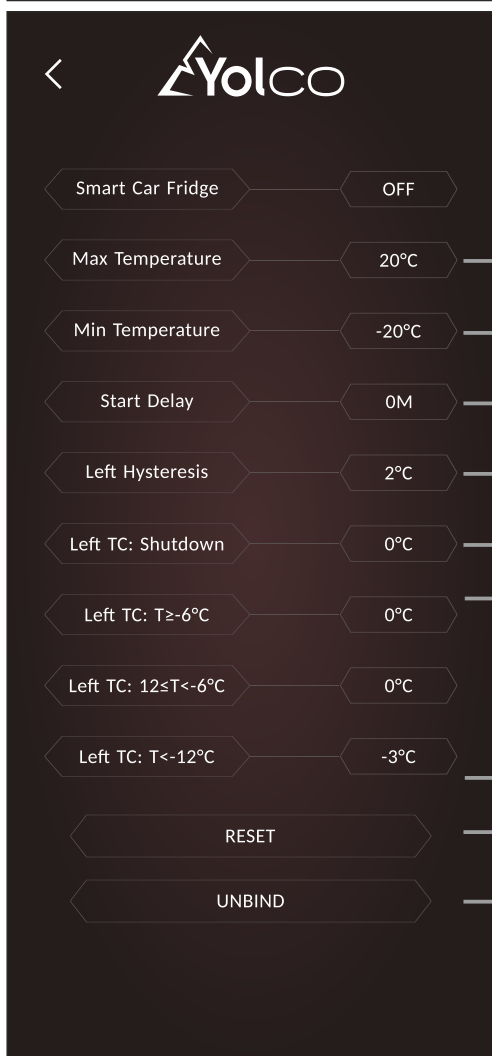 Yolco
Smart Car Fridge OFF
Max Temperature 20°C
Min Temperature -20°C
Start Delay 0M
Left Hysteresis 2°C
Left TC: Shutdown 0°C
Left TC: T≥-6°C 0°C
Left TC: 12≤T<-6°C 0°C
Left TC: T<-12°C -3°C
RESET
UNBIND